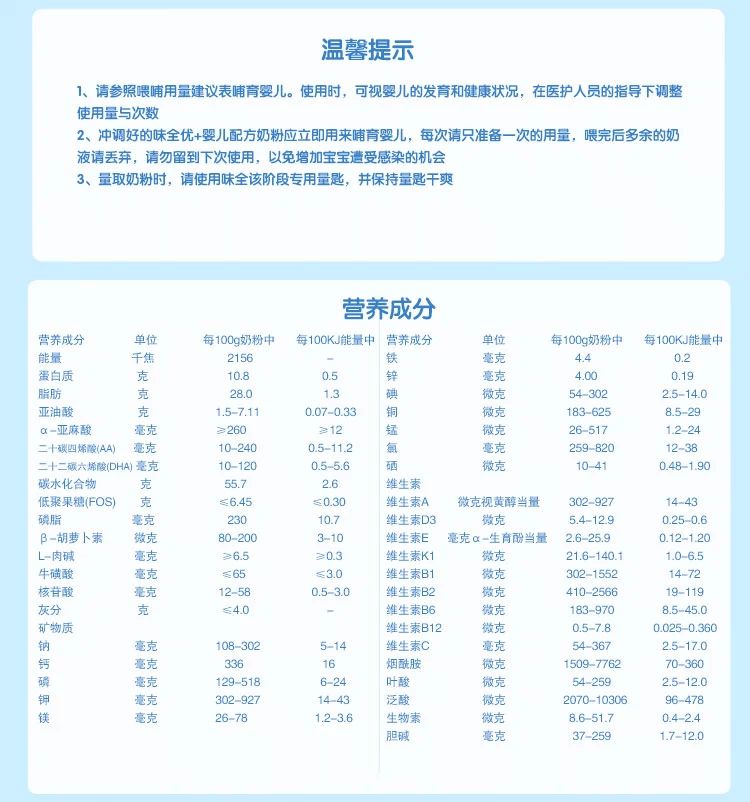 温馨提示
1、请参照喂哺用量建议表哺育婴儿。使用时，可视婴儿的发育和健康状况，在医护人员的指导下调整
使用量与次数
2、冲调好的味全优+婴儿配方奶粉应立即用来哺育婴儿，每次请只准备一次的用量，喂完后多余的奶
液请丢弃，请勿留到下次使用，以免增加宝宝遭受感染的机会
3、量取奶粉时，请使用味全该阶段专用量匙，并保持量匙干爽
营养成分
营养成分 单位 每100g奶粉中 每100KJ能量中
能量 千焦 2156 –
蛋白质 克 10.8 0.5
脂肪 克 28.0 1.3
亚油酸 克 1.5–7.11 0.07–0.33
α–亚麻酸 毫克 ≥260 ≥12
二十碳四烯酸(AA) 毫克 10–240 0.5–11.2
二十二碳六烯酸(DHA) 毫克 10–120 0.5–5.6
碳水化合物 克 55.7 2.6
低聚果糖(FOS) 克 ≤6.45 ≤0.30
磷脂 毫克 230 10.7
β–胡萝卜素 微克 80–200 3–10
L–肉碱 毫克 ≥6.5 ≥0.3
牛磺酸 毫克 ≤65 ≤3.0
核苷酸 毫克 12–58 0.5–3.0
灰分 克 ≤4.0 –
矿物质
钠 毫克 108–302 5–14
钙 毫克 336 16
磷 毫克 129–518 6–24
钾 毫克 302–927 14–43
镁 毫克 26–78 1.2–3.6
营养成分 单位 每100g奶粉中 每100KJ能量中
铁 毫克 4.4 0.2
锌 毫克 4.00 0.19
碘 微克 54–302 2.5–14.0
铜 微克 183–625 8.5–29
锰 微克 26–517 1.2–24
氯 毫克 259–820 12–38
硒 微克 10–41 0.48–1.90
维生素
维生素A 微克视黄醇当量 302–927 14–43
维生素D3 微克 5.4–12.9 0.25–0.6
维生素E 毫克α–生育酚当量 2.6–25.9 0.12–1.20
维生素K1 微克 21.6–140.1 1.0–6.5
维生素B1 微克 302–1552 14–72
维生素B2 微克 410–2566 19–119
维生素B6 微克 183–970 8.5–45.0
维生素B12 微克 0.5–7.8 0.025–0.360
维生素C 毫克 54–367 2.5–17.0
烟酰胺 微克 1509–7762 70–360
叶酸 微克 54–259 2.5–12.0
泛酸 微克 2070–10306 96–478
生物素 微克 8.6–51.7 0.4–2.4
胆碱 毫克 37–259 1.7–12.0